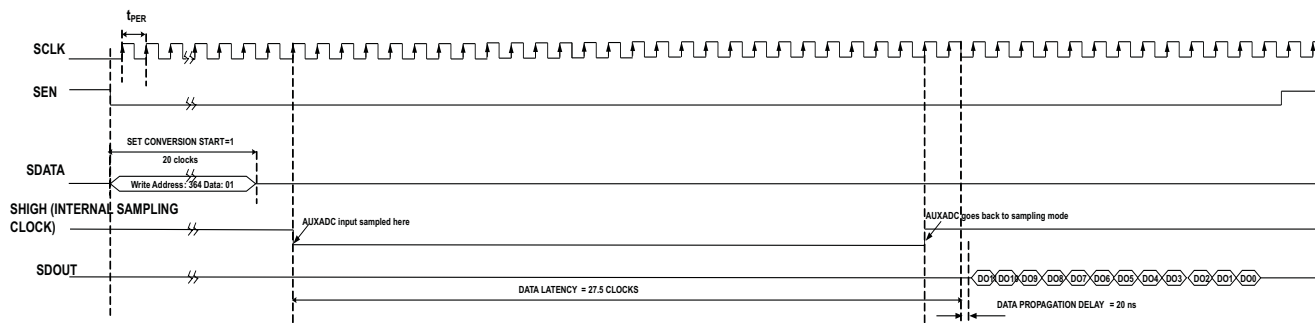 tPER
SCLK
SEN
SET CONVERSION START=1
20 clocks
SDATA
Write Address: 364 Data: 01
SHIGH (INTERNAL SAMPLING
CLOCK)
AUXADC input sampled here
AUXADC goes back to sampling mode
SDOUT
DO11 DO10 DO9 DO8 DO7 DO6 DO5 DO4 DO3 DO2 DO1 DO0
DATA LATENCY = 27.5 CLOCKS
DATA PROPAGATION DELAY = 20 ns